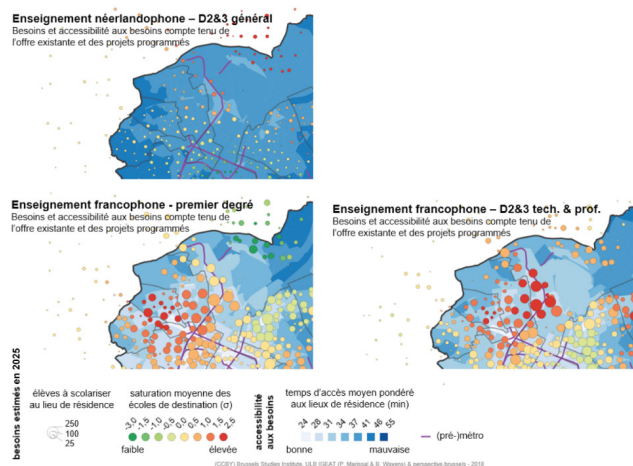 Enseignement néerlandophone – D2&3 général
Besoins et accessibilité aux besoins compte tenu de
l'offre existante et des projets programmés
Enseignement francophone - premier degré
Besoins et accessibilité aux besoins compte tenu de
l'offre existante et des projets programmés
Enseignement francophone – D2&3 tech. & prof.
Besoins et accessibilité aux besoins compte tenu de
l'offre existante et des projets programmés
besoins estimés en 2025
élèves à scolariser
au lieu de résidence
250
100
25
saturation moyenne des
écoles de destination (σ)
-3.0 -1.5 -1.0 -0.5 0.0 0.5 1.0 1.5 2.5
faible élevée
accessibilité
aux besoins
temps d'accès moyen pondéré
aux lieux de résidence (min)
24 28 31 34 37 41 46 55
bonne mauvaise
(pré-)métro
(CCBY) Brussels Studies Institute, ULB IGEAT (P. Marissal & B. Wayens) & perspective.brussels - 2018